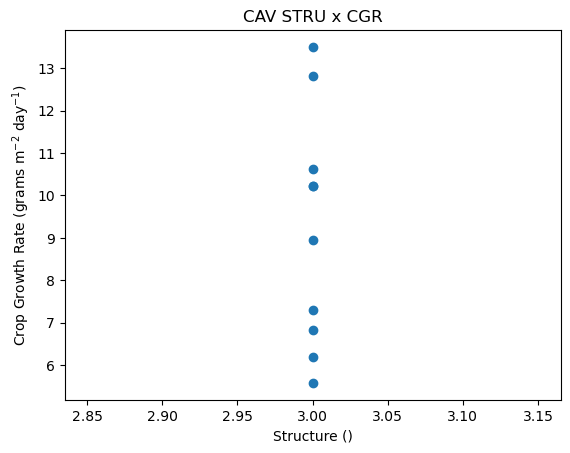 CAV STRU x CGR
Crop Growth Rate (grams m⁻² day⁻¹)
13
12
11
10
9
8
7
6
2.85 2.90 2.95 3.00 3.05 3.10 3.15
Structure ()